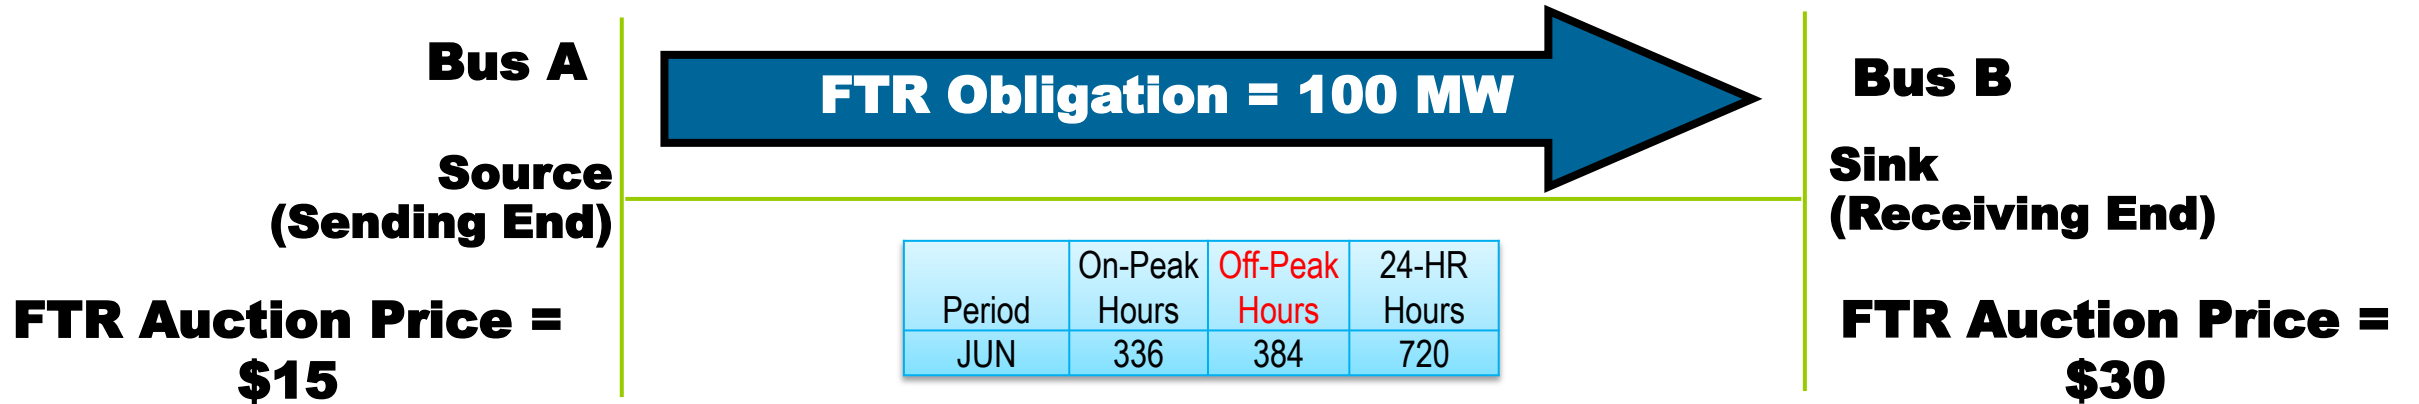 Bus A
FTR Obligation = 100 MW
Bus B
Source
(Sending End)
Sink
(Receiving End)
FTR Auction Price =
$15
Period On-Peak Hours Off-Peak Hours 24-HR Hours
JUN 336 384 720
FTR Auction Price =
$30